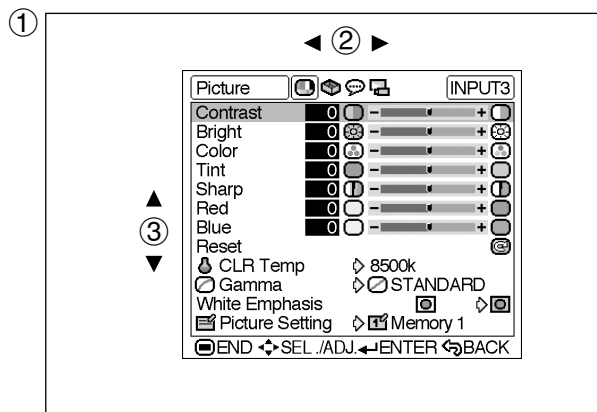 ①
◄ ② ►
Picture INPUT3
Contrast 0 - +
Bright 0 - +
Color 0 - +
Tint 0 - +
Sharp 0 - +
Red 0 - +
Blue 0 - +
Reset
CLR Temp 8500k
Gamma STANDARD
White Emphasis
Picture Setting 1 Memory 1
▲
③
▼
END SEL ./ADJ. ENTER BACK